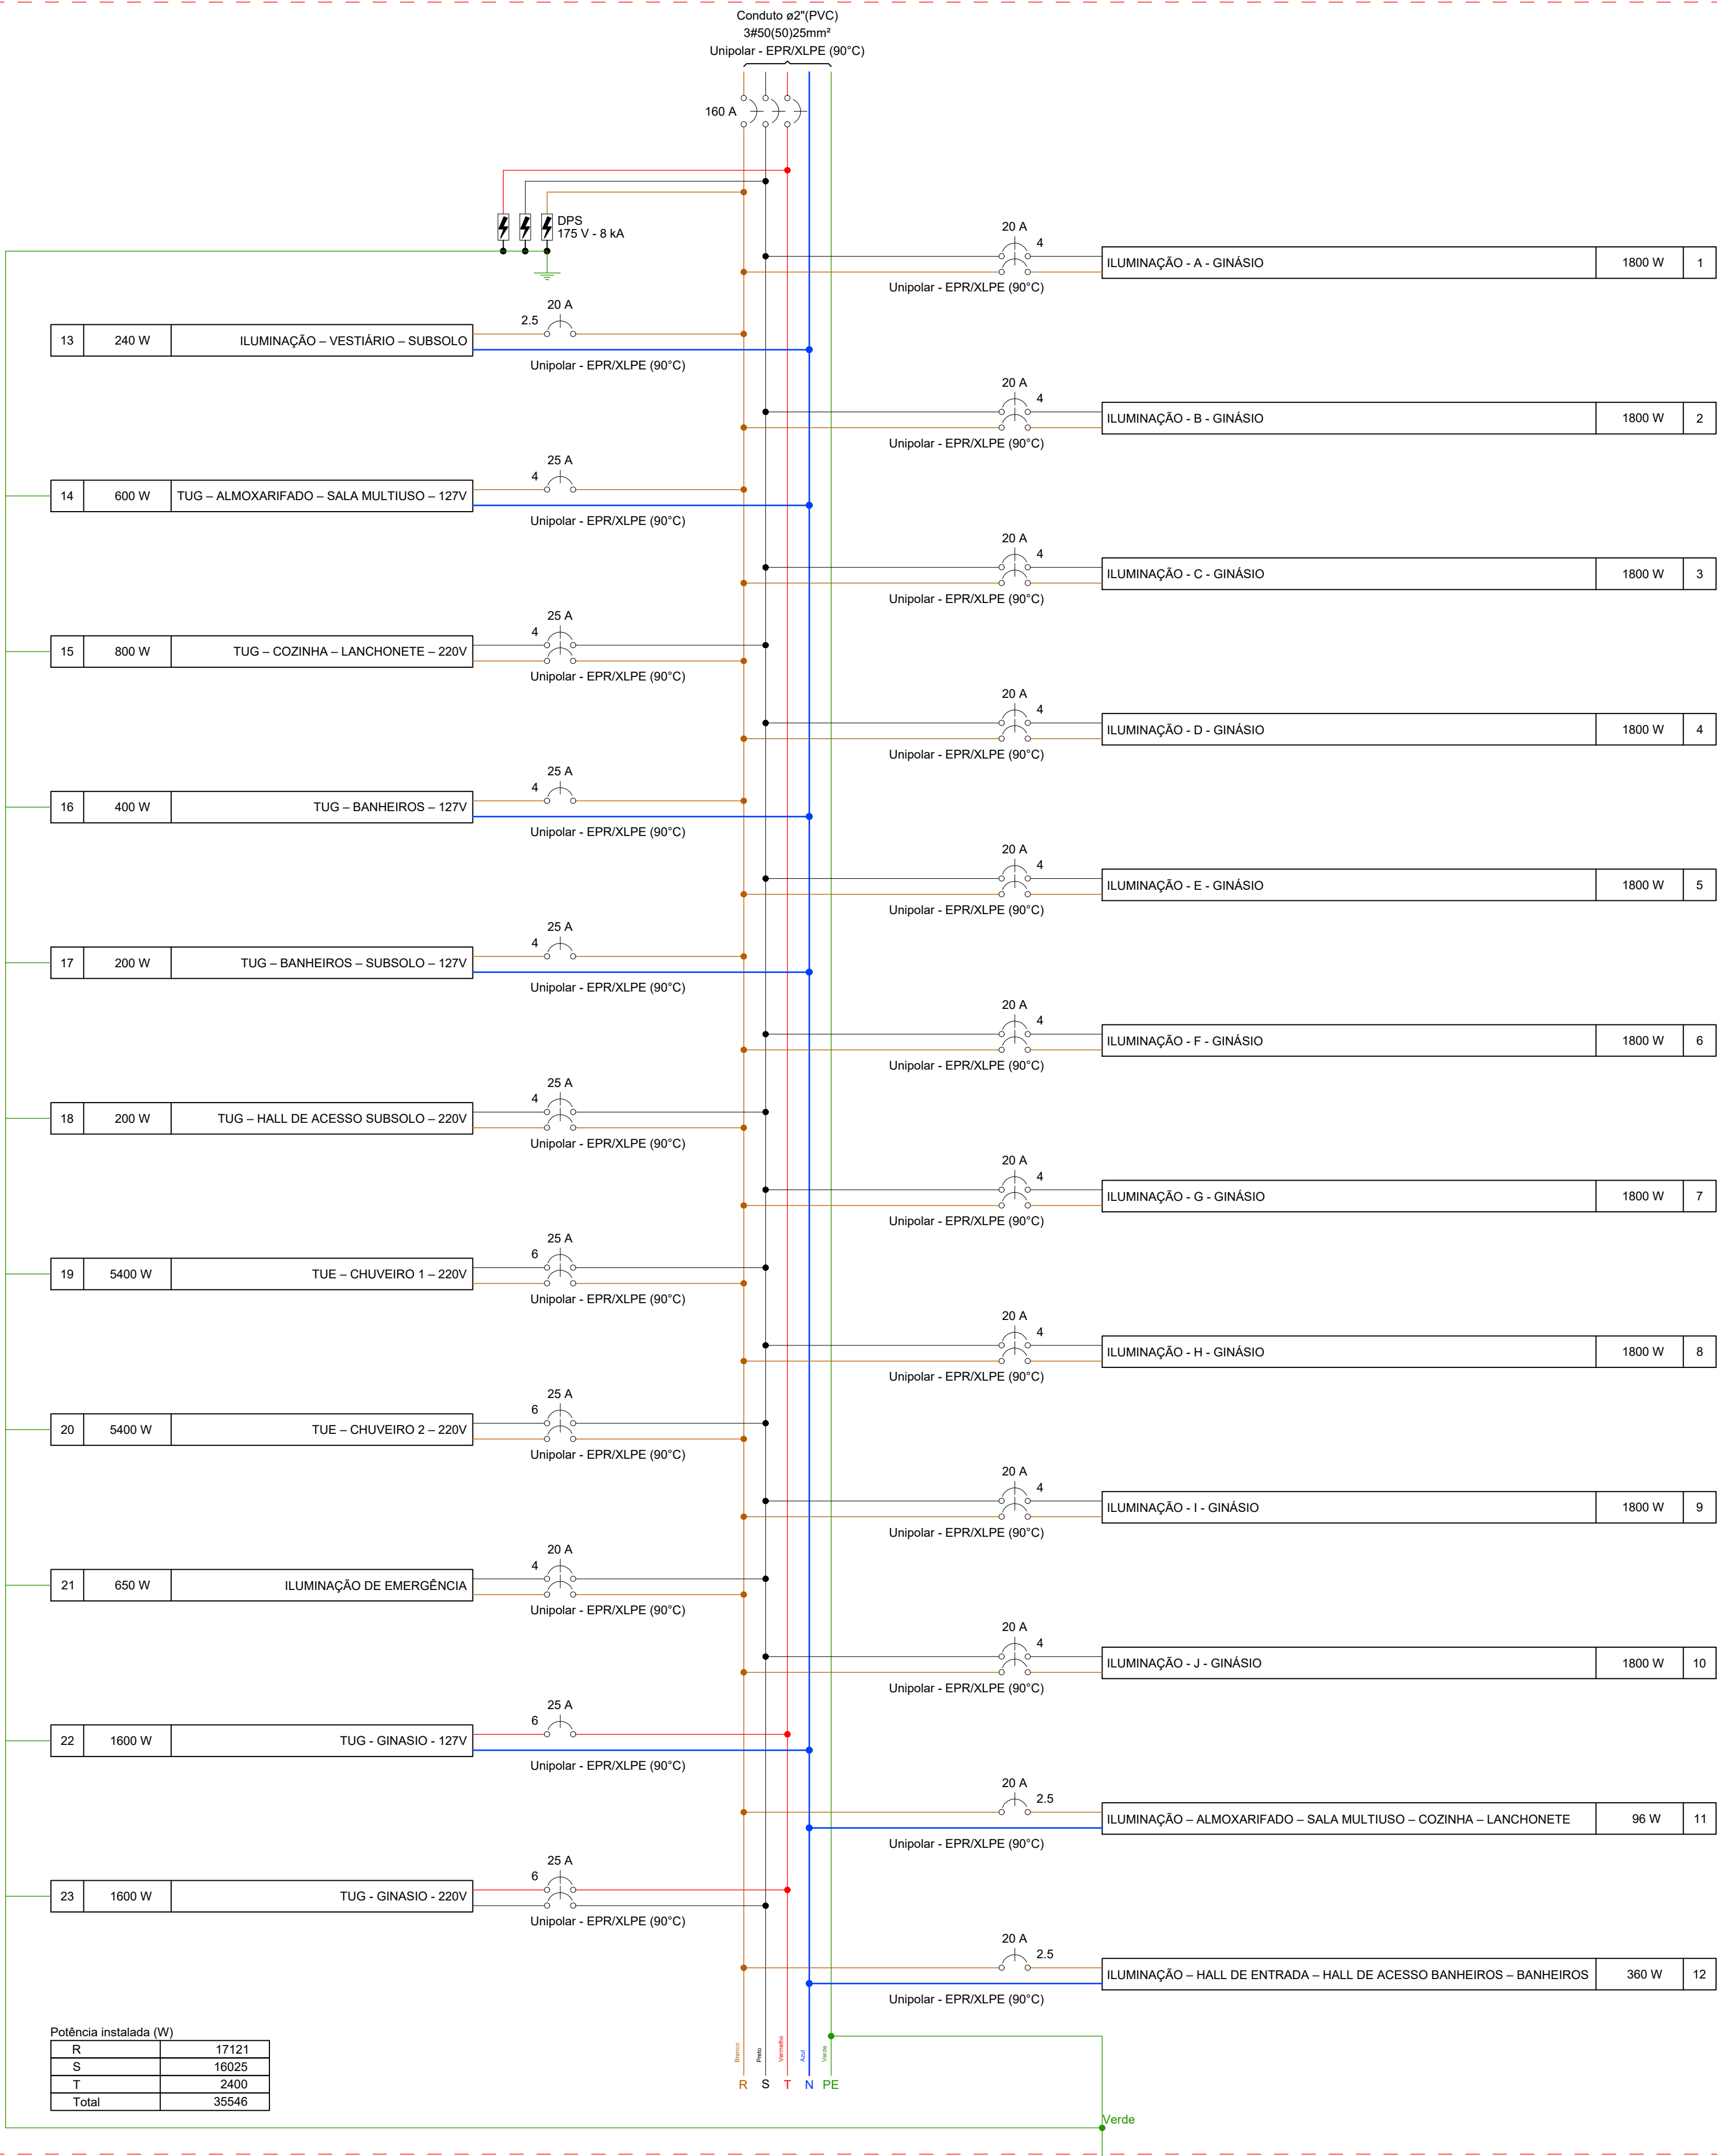 Conduto ø2"(PVC)
3#50(50)25mm²
Unipolar - EPR/XLPE (90°C)
160 A
DPS
175 V - 8 kA
20 A
4
ILUMINAÇÃO - A - GINÁSIO 1800 W 1
Unipolar - EPR/XLPE (90°C)
20 A
2.5
13 240 W ILUMINAÇÃO – VESTIÁRIO – SUBSOLO
Unipolar - EPR/XLPE (90°C)
20 A
4
ILUMINAÇÃO - B - GINÁSIO 1800 W 2
Unipolar - EPR/XLPE (90°C)
25 A
4
14 600 W TUG – ALMOXARIFADO – SALA MULTIUSO – 127V
Unipolar - EPR/XLPE (90°C)
20 A
4
ILUMINAÇÃO - C - GINÁSIO 1800 W 3
Unipolar - EPR/XLPE (90°C)
25 A
4
15 800 W TUG – COZINHA – LANCHONETE – 220V
Unipolar - EPR/XLPE (90°C)
20 A
4
ILUMINAÇÃO - D - GINÁSIO 1800 W 4
Unipolar - EPR/XLPE (90°C)
25 A
4
16 400 W TUG – BANHEIROS – 127V
Unipolar - EPR/XLPE (90°C)
20 A
4
ILUMINAÇÃO - E - GINÁSIO 1800 W 5
Unipolar - EPR/XLPE (90°C)
25 A
4
17 200 W TUG – BANHEIROS – SUBSOLO – 127V
Unipolar - EPR/XLPE (90°C)
20 A
4
ILUMINAÇÃO - F - GINÁSIO 1800 W 6
Unipolar - EPR/XLPE (90°C)
25 A
4
18 200 W TUG – HALL DE ACESSO SUBSOLO – 220V
Unipolar - EPR/XLPE (90°C)
20 A
4
ILUMINAÇÃO - G - GINÁSIO 1800 W 7
Unipolar - EPR/XLPE (90°C)
25 A
6
19 5400 W TUE – CHUVEIRO 1 – 220V
Unipolar - EPR/XLPE (90°C)
20 A
4
ILUMINAÇÃO - H - GINÁSIO 1800 W 8
Unipolar - EPR/XLPE (90°C)
25 A
6
20 5400 W TUE – CHUVEIRO 2 – 220V
Unipolar - EPR/XLPE (90°C)
20 A
4
ILUMINAÇÃO - I - GINÁSIO 1800 W 9
Unipolar - EPR/XLPE (90°C)
20 A
4
21 650 W ILUMINAÇÃO DE EMERGÊNCIA
Unipolar - EPR/XLPE (90°C)
20 A
4
ILUMINAÇÃO - J - GINÁSIO 1800 W 10
Unipolar - EPR/XLPE (90°C)
25 A
6
22 1600 W TUG - GINASIO - 127V
Unipolar - EPR/XLPE (90°C)
20 A
2.5
ILUMINAÇÃO – ALMOXARIFADO – SALA MULTIUSO – COZINHA – LANCHONETE 96 W 11
Unipolar - EPR/XLPE (90°C)
25 A
6
23 1600 W TUG - GINASIO - 220V
Unipolar - EPR/XLPE (90°C)
20 A
2.5
ILUMINAÇÃO – HALL DE ENTRADA – HALL DE ACESSO BANHEIROS – BANHEIROS 360 W 12
Unipolar - EPR/XLPE (90°C)
Potência instalada (W)
R 17121
S 16025
T 2400
Total 35546
Branco Preto Vermelho Azul Verde
R S T N PE
Verde